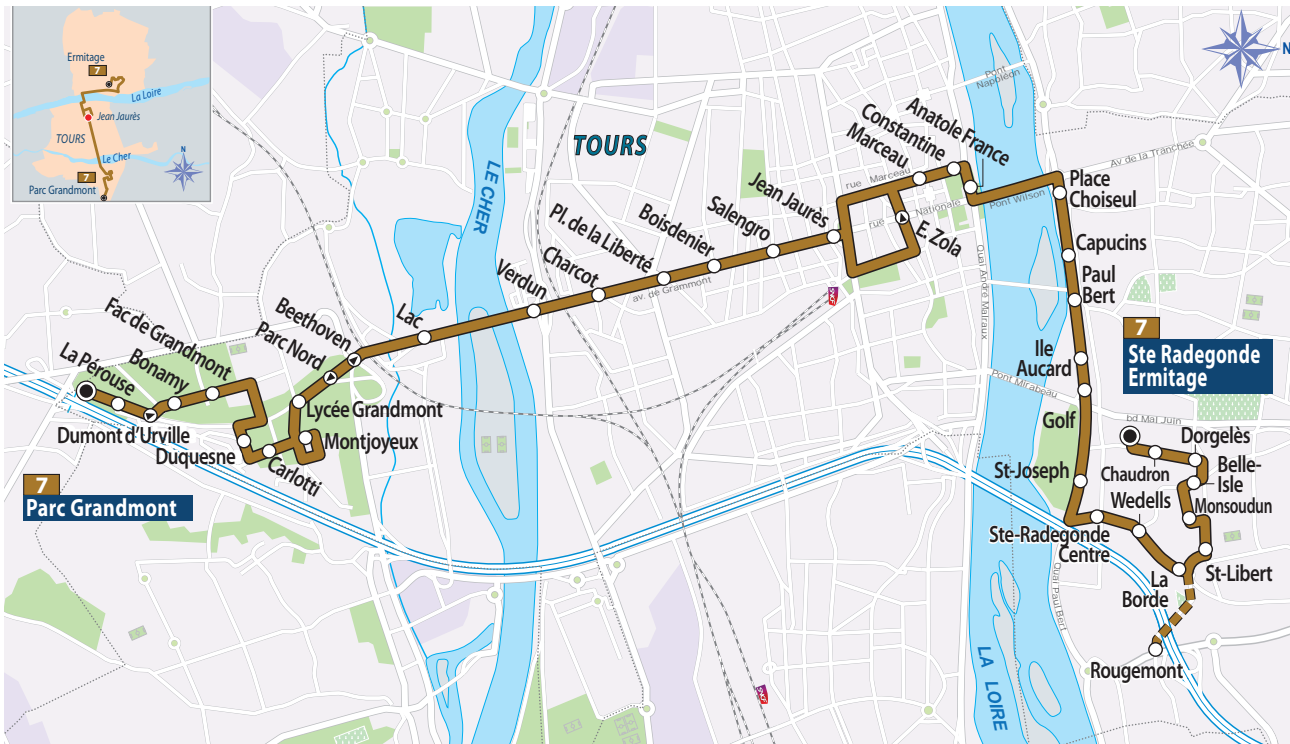 Ermitage
7
La Loire
Jean Jaurès
TOURS
N
Le Cher
7
Parc Grandmont
N
TOURS
LE CHER
LA LOIRE
Pont
Napoléon
Av de la Tranchée
rue Marceau
rue Nationale
Pont Wilson
Quai André Malraux
av. de Grammont
Pont Mirabeau
bd Mal Juin
Quai Paul Bert
SNCF
SNCF
La Pérouse
Bonamy
Fac de Grandmont
Dumont d'Urville
Duquesne
Carlotti
Montjoyeux
Lycée Grandmont
Parc Nord
Beethoven
Lac
Verdun
Charcot
Pl. de la Liberté
Boisdenier
Salengro
Jean Jaurès
E. Zola
Marceau
Constantine
Anatole France
Place
Choiseul
Capucins
Paul
Bert
Ile
Aucard
Golf
St-Joseph
Ste-Radegonde
Centre
Wedells
La
Borde
Rougemont
St-Libert
Monsoudun
Belle-
Isle
Dorgelès
Chaudron
7
Ste Radegonde
Ermitage
7
Parc Grandmont